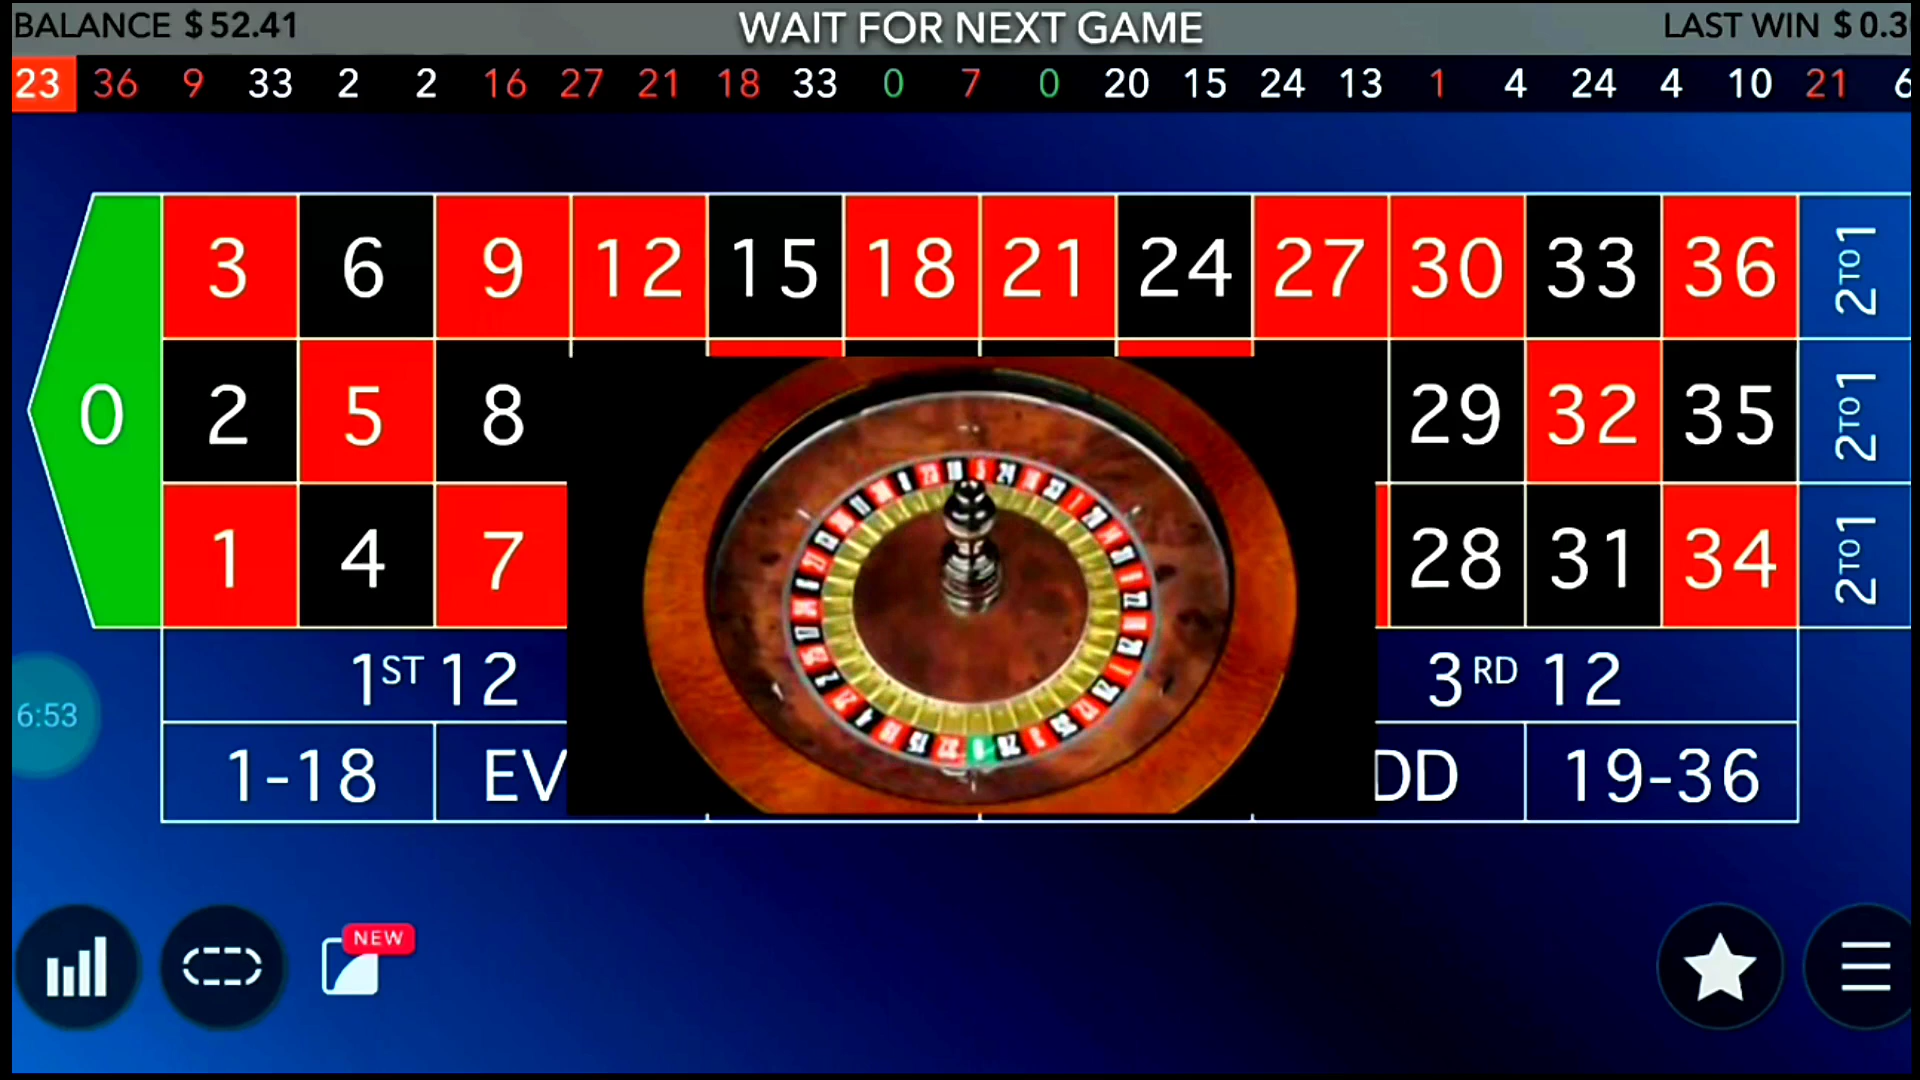 BALANCE $52.41 WAIT FOR NEXT GAME LAST WIN $0.3
23 36 9 33 2 2 16 27 21 18 33 0 7 0 20 15 24 13 1 4 24 4 10 21 6
3 6 9 12 15 18 21 24 27 30 33 36 2 TO 1
0 2 5 8 29 32 35 2 TO 1
1 4 7 28 31 34 2 TO 1
1ST 12 3RD 12
6:53
1-18 EV DD 19-36
NEW